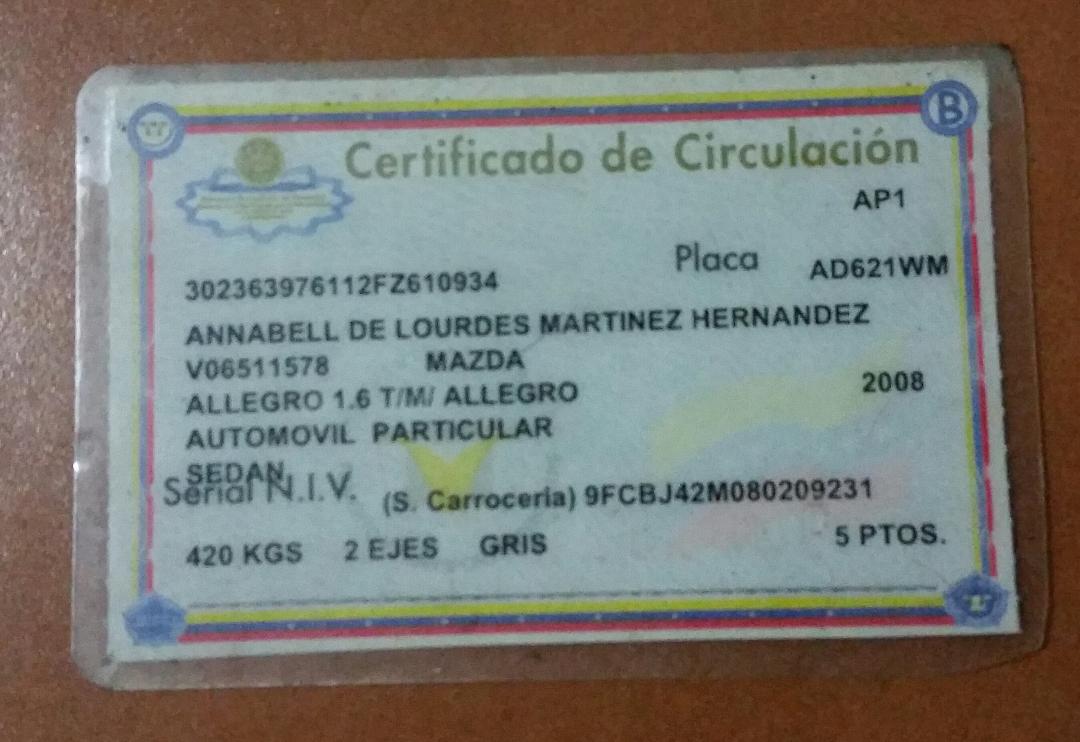 B
Certificado de Circulación
AP1
Placa AD621WM
302363976112FZ610934
ANNABELL DE LOURDES MARTINEZ HERNANDEZ
V06511578 MAZDA
ALLEGRO 1.6 T/M/ ALLEGRO 2008
AUTOMOVIL PARTICULAR
SEDAN
Serial N.I.V. (S. Carroceria) 9FCBJ42M080209231
420 KGS 2 EJES GRIS 5 PTOS.